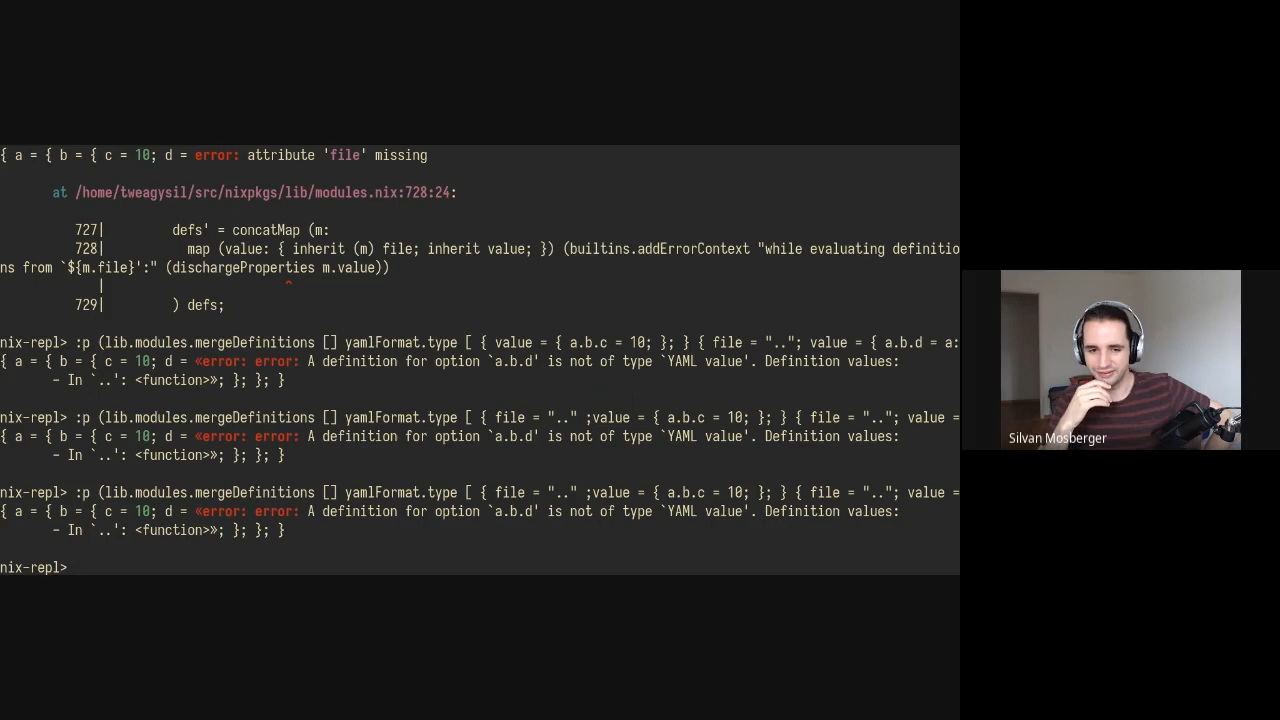 { a = { b = { c = 10; d = error: attribute 'file' missing
at /home/tweagysil/src/nixpkgs/lib/modules.nix:728:24:
727|         defs' = concatMap (m:
728|           map (value: { inherit (m) file; inherit value; }) (builtins.addErrorContext "while evaluating definitio
ns from `${m.file}':" (dischargeProperties m.value))
|                        ^
729|         ) defs;
nix-repl> :p (lib.modules.mergeDefinitions [] yamlFormat.type [ { value = { a.b.c = 10; }; } { file = ".."; value = { a.b.d = a:
{ a = { b = { c = 10; d = «error: error: A definition for option `a.b.d' is not of type `YAML value'. Definition values:
- In `..': <function>»; }; }; }
nix-repl> :p (lib.modules.mergeDefinitions [] yamlFormat.type [ { file = ".." ;value = { a.b.c = 10; }; } { file = ".."; value =
{ a = { b = { c = 10; d = «error: error: A definition for option `a.b.d' is not of type `YAML value'. Definition values:
- In `..': <function>»; }; }; }
nix-repl> :p (lib.modules.mergeDefinitions [] yamlFormat.type [ { file = ".." ;value = { a.b.c = 10; }; } { file = ".."; value =
{ a = { b = { c = 10; d = «error: error: A definition for option `a.b.d' is not of type `YAML value'. Definition values:
- In `..': <function>»; }; }; }
nix-repl>
Silvan Mosberger